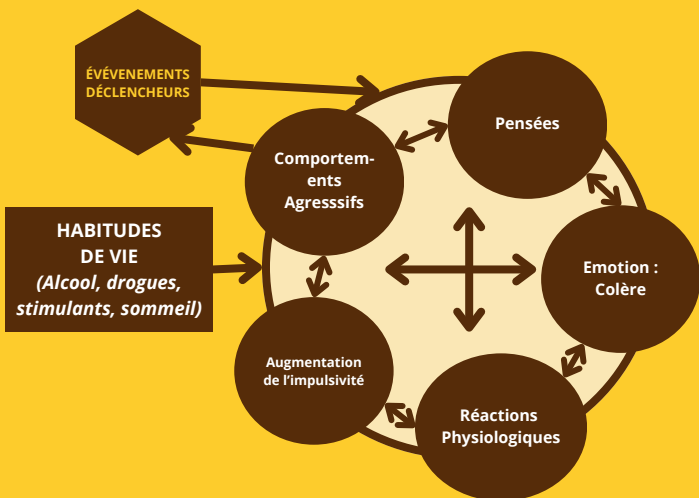 ÉVÉVENEMENTS
DÉCLENCHEURS
Pensées
Comportem-
ents
Agresssifs
HABITUDES
DE VIE
(Alcool, drogues,
stimulants, sommeil)
Emotion :
Colère
Augmentation
de l'impulsivité
Réactions
Physiologiques